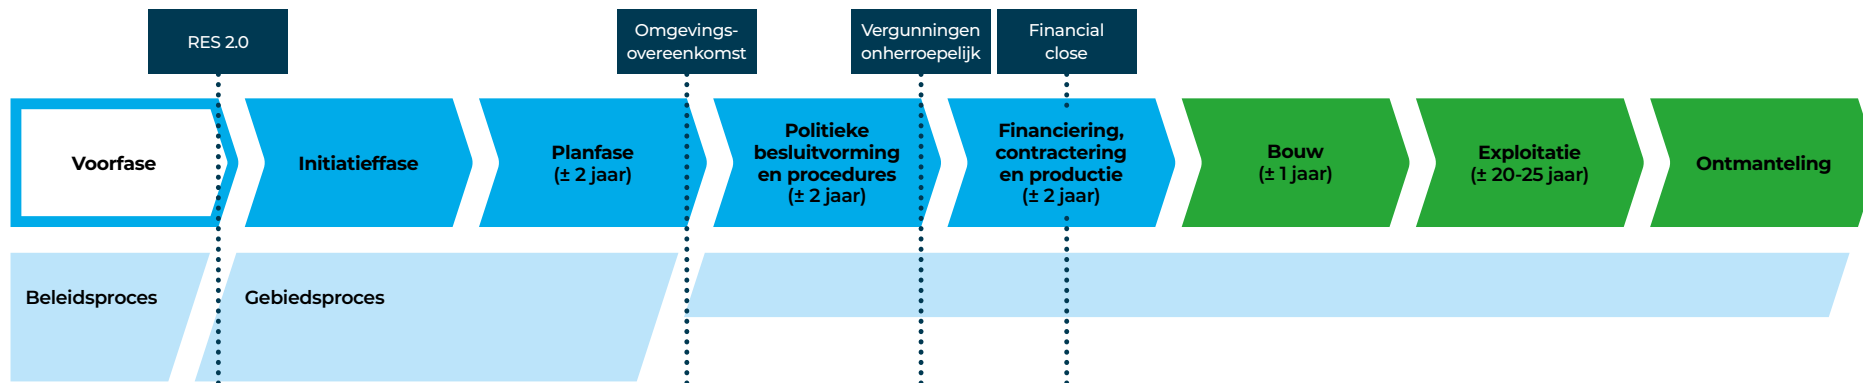 RES 2.0
Omgevings-
overeenkomst
Vergunningen
onherroepelijk
Financial
close
Voorfase
Initiatieffase
Planfase
(± 2 jaar)
Politieke
besluitvorming
en procedures
(± 2 jaar)
Financiering,
contractering
en productie
(± 2 jaar)
Bouw
(± 1 jaar)
Exploitatie
(± 20-25 jaar)
Ontmanteling
Beleidsproces
Gebiedsproces